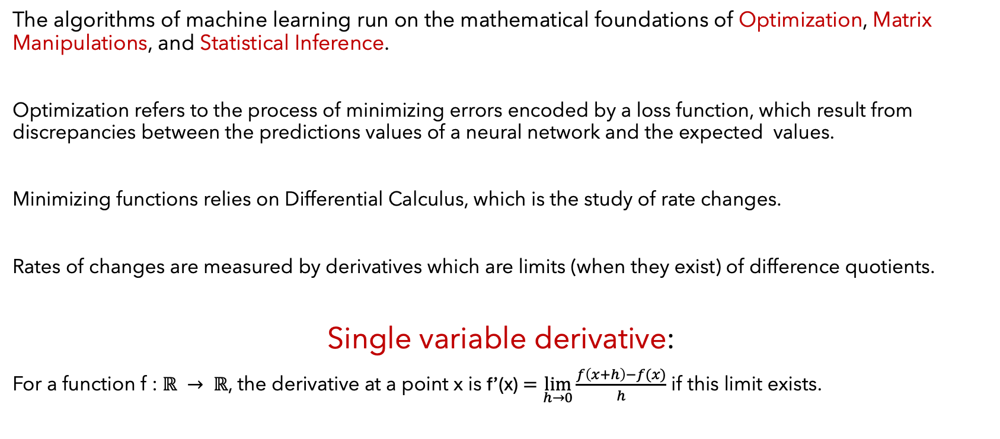 The algorithms of machine learning run on the mathematical foundations of Optimization, Matrix
Manipulations, and Statistical Inference.
Optimization refers to the process of minimizing errors encoded by a loss function, which result from
discrepancies between the predictions values of a neural network and the expected  values.
Minimizing functions relies on Differential Calculus, which is the study of rate changes.
Rates of changes are measured by derivatives which are limits (when they exist) of difference quotients.
Single variable derivative:
For a function f : ℝ → ℝ, the derivative at a point x is f’(x) = lim_{h→0} \frac{f(x+h)−f(x)}{h} if this limit exists.